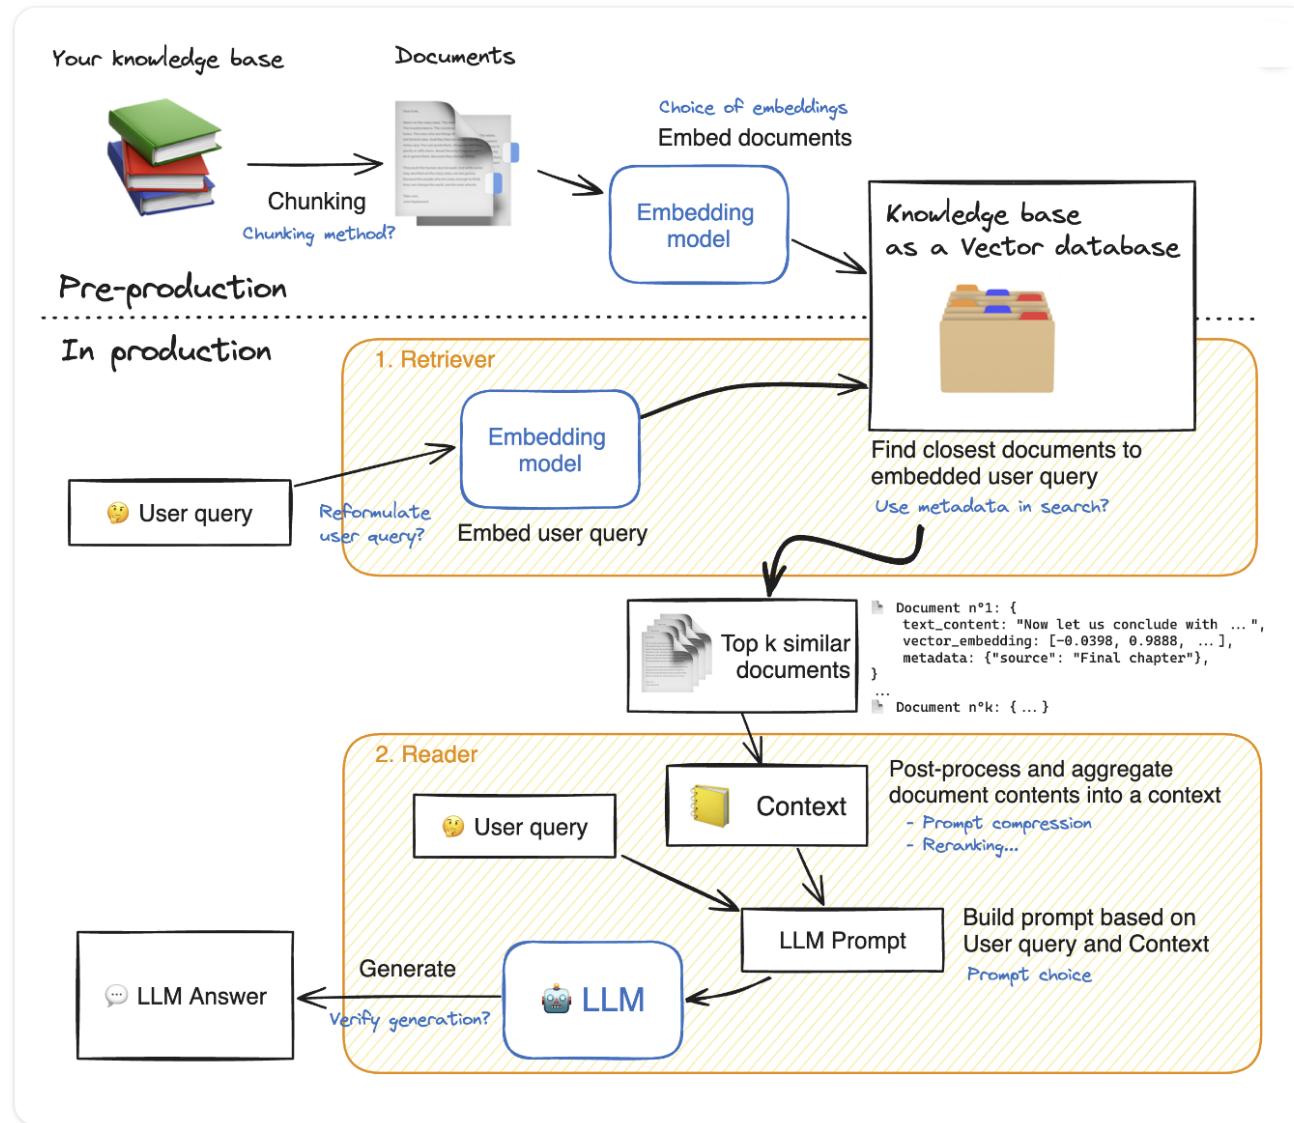 Your knowledge base
Documents
Choice of embeddings
Embed documents
Chunking
Chunking method?
Embedding
model
Knowledge base
as a Vector database
Pre-production
In production
1. Retriever
Embedding
model
🤔 User query
Reformulate
user query?
Embed user query
Find closest documents to
embedded user query
Use metadata in search?
Top k similar
documents
Document n°1: {
text_content: "Now let us conclude with ...",
vector_embedding: [-0.0398, 0.9888, ...],
metadata: {"source": "Final chapter"},
}
...
Document n°k: {...}
2. Reader
🤔 User query
Context
Post-process and aggregate
document contents into a context
- Prompt compression
- Reranking...
LLM Prompt
Build prompt based on
User query and Context
Prompt choice
Generate
Verify generation?
🤖 LLM
💬 LLM Answer